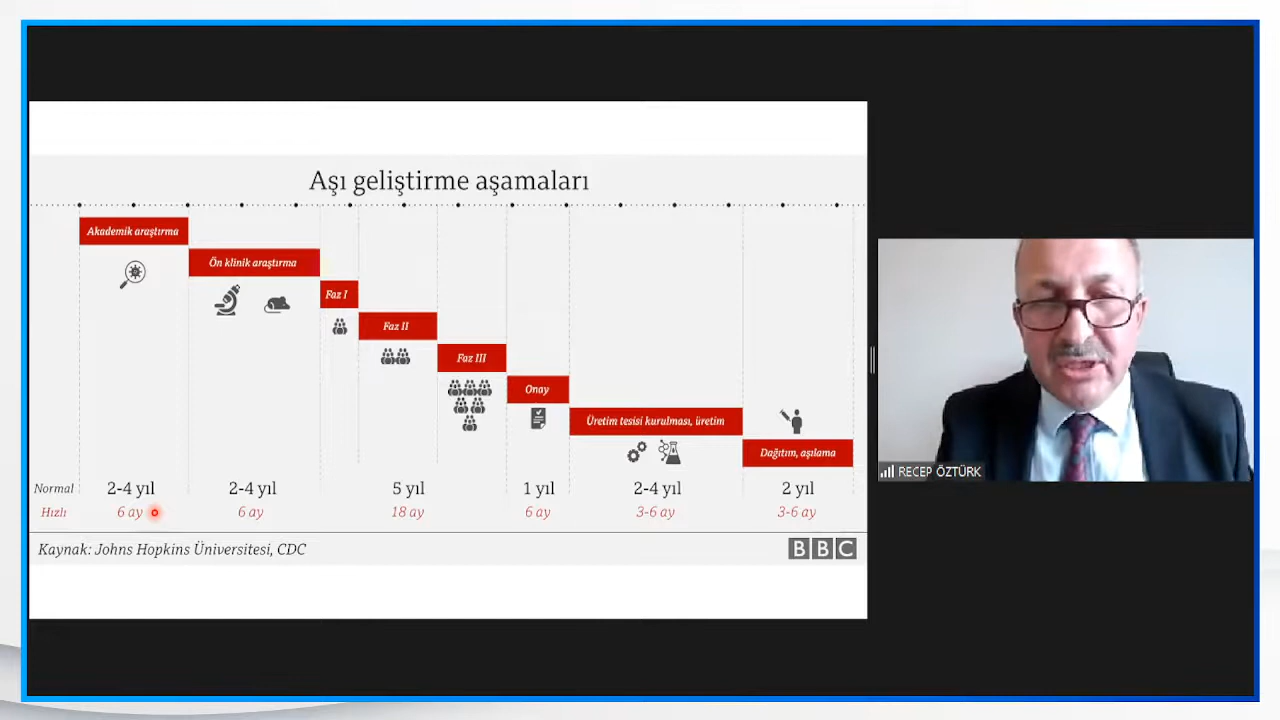 Aşı geliştirme aşamaları
Akademik araştırma
Ön klinik araştırma
Faz I
Faz II
Faz III
Onay
Üretim tesisi kurulması, üretim
Dağıtım, aşılama
Normal 2-4 yıl 2-4 yıl 5 yıl 1 yıl 2-4 yıl 2 yıl
Hızlı 6 ay 6 ay 18 ay 6 ay 3-6 ay 3-6 ay
Kaynak: Johns Hopkins Üniversitesi, CDC
BBC
RECEP ÖZTÜRK